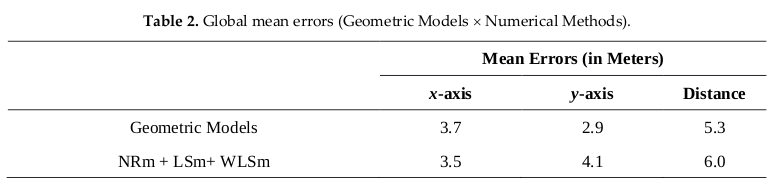 Table 2. Global mean errors (Geometric Models × Numerical Methods).
Mean Errors (in Meters)
x-axis y-axis Distance
Geometric Models 3.7 2.9 5.3
NRm + LSm+ WLSm 3.5 4.1 6.0